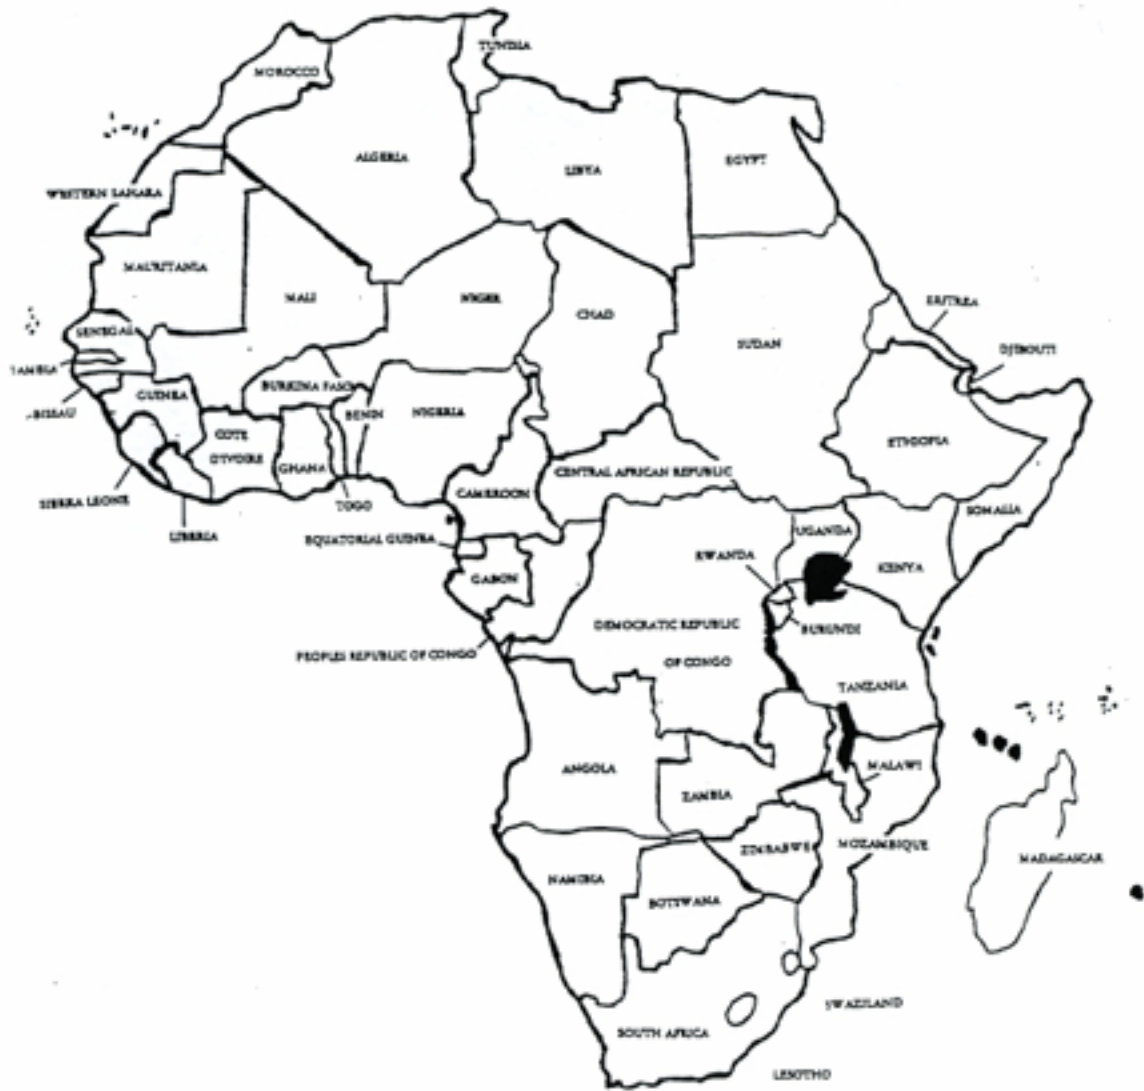 TUNISIA
MOROCCO
ALGERIA
LIBYA
EGYPT
WESTERN SAHARA
MAURITANIA
MALI
NIGER
CHAD
SUDAN
ERITREA
SENEGAL
DJIBOUTI
GAMBIA
BURKINA FASO
GUINEA
BISSAU
BENIN
NIGERIA
COTE
D'IVOIRE
GHANA
ETHIOPIA
CENTRAL AFRICAN REPUBLIC
SIERRA LEONE
TOGO
CAMEROON
SOMALIA
LIBERIA
EQUATORIAL GUINEA
UGANDA
RWANDA
KENYA
GABON
DEMOCRATIC REPUBLIC
OF CONGO
BURUNDI
PEOPLES REPUBLIC OF CONGO
TANZANIA
ANGOLA
MALAWI
ZAMBIA
ZIMBABWE
MOZAMBIQUE
MADAGASCAR
NAMIBIA
BOTSWANA
SWAZILAND
SOUTH AFRICA
LESOTHO